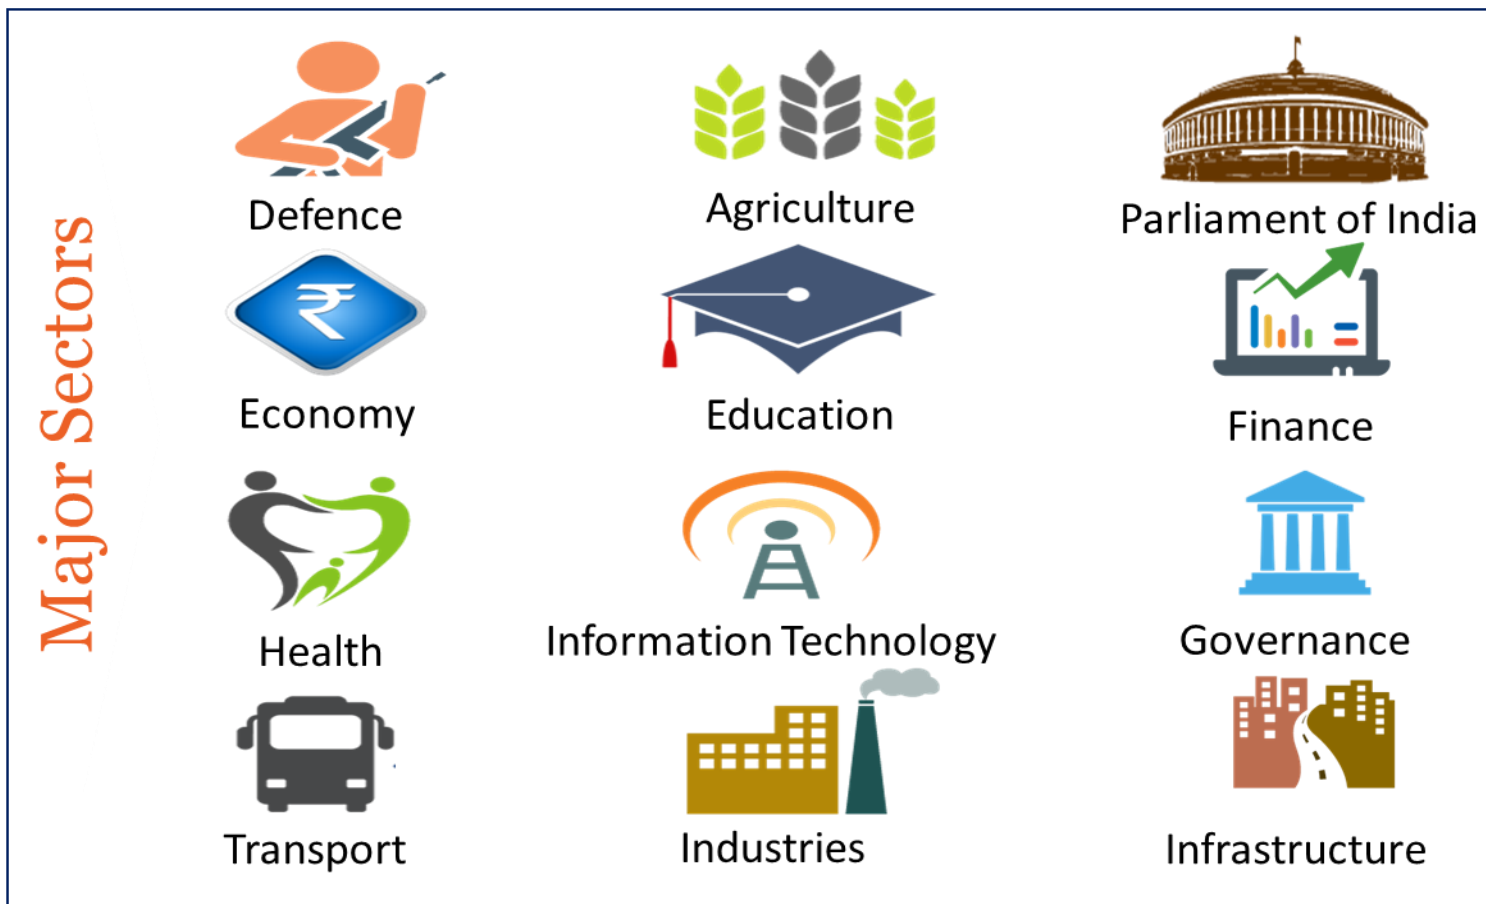 Major Sectors
Defence
Agriculture
Parliament of India
₹
Economy
Education
Finance
Health
Information Technology
Governance
Transport
Industries
Infrastructure